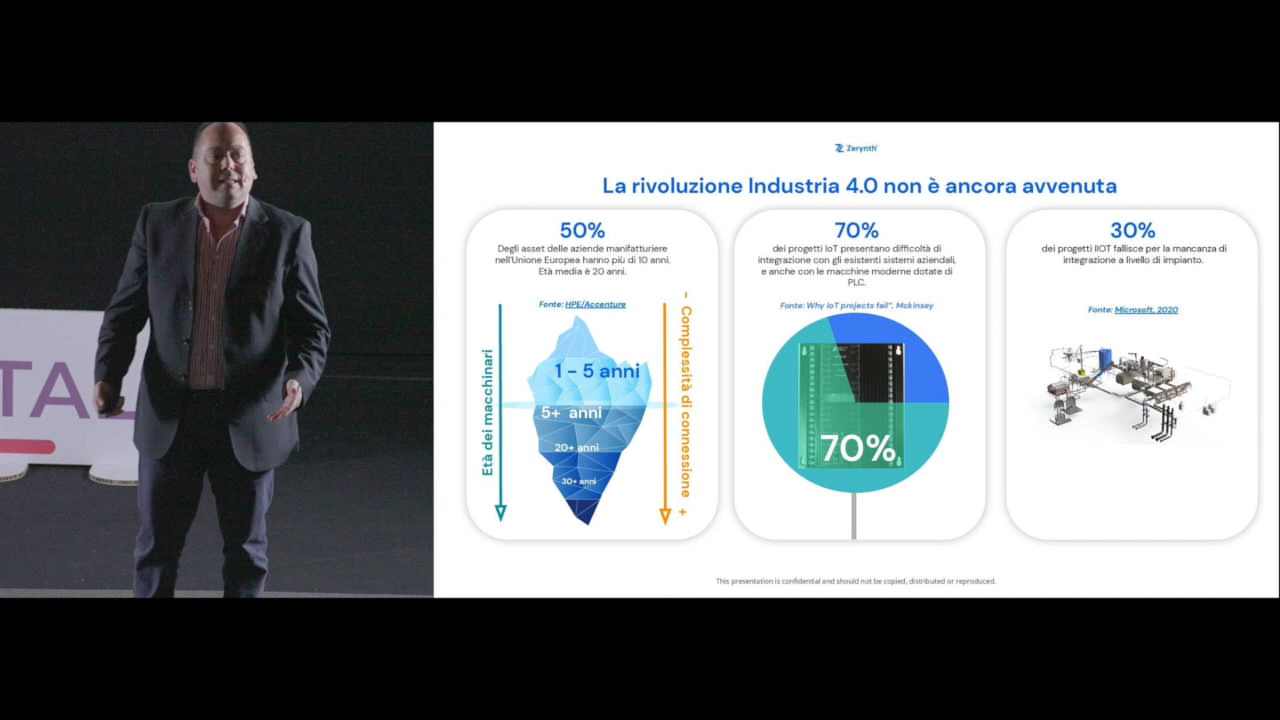 TAL
Zerynth
La rivoluzione Industria 4.0 non è ancora avvenuta
50%
Degli asset delle aziende manifatturiere
nell'Unione Europea hanno più di 10 anni.
Età media è 20 anni.
Fonte: HPE/Accenture
Età dei macchinari
1 - 5 anni
5+ anni
20+ anni
30+ anni
- Complessità di connessione +
70%
dei progetti IoT presentano difficoltà di
integrazione con gli esistenti sistemi aziendali,
e anche con le macchine moderne dotate di
PLC.
Fonte: Why IoT projects fail", Mckinsey
70%
30%
dei progetti IIOT fallisce per la mancanza di
integrazione a livello di impianto.
Fonte: Microsoft, 2020
This presentation is confidential and should not be copied, distributed or reproduced.